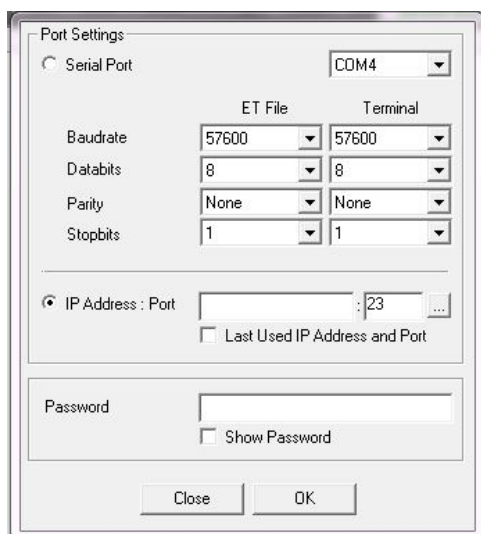 Port Settings
Serial Port COM4
ET File Terminal
Baudrate 57600 57600
Databits 8 8
Parity None None
Stopbits 1 1
IP Address : Port : 23 ...
Last Used IP Address and Port
Password
Show Password
Close OK